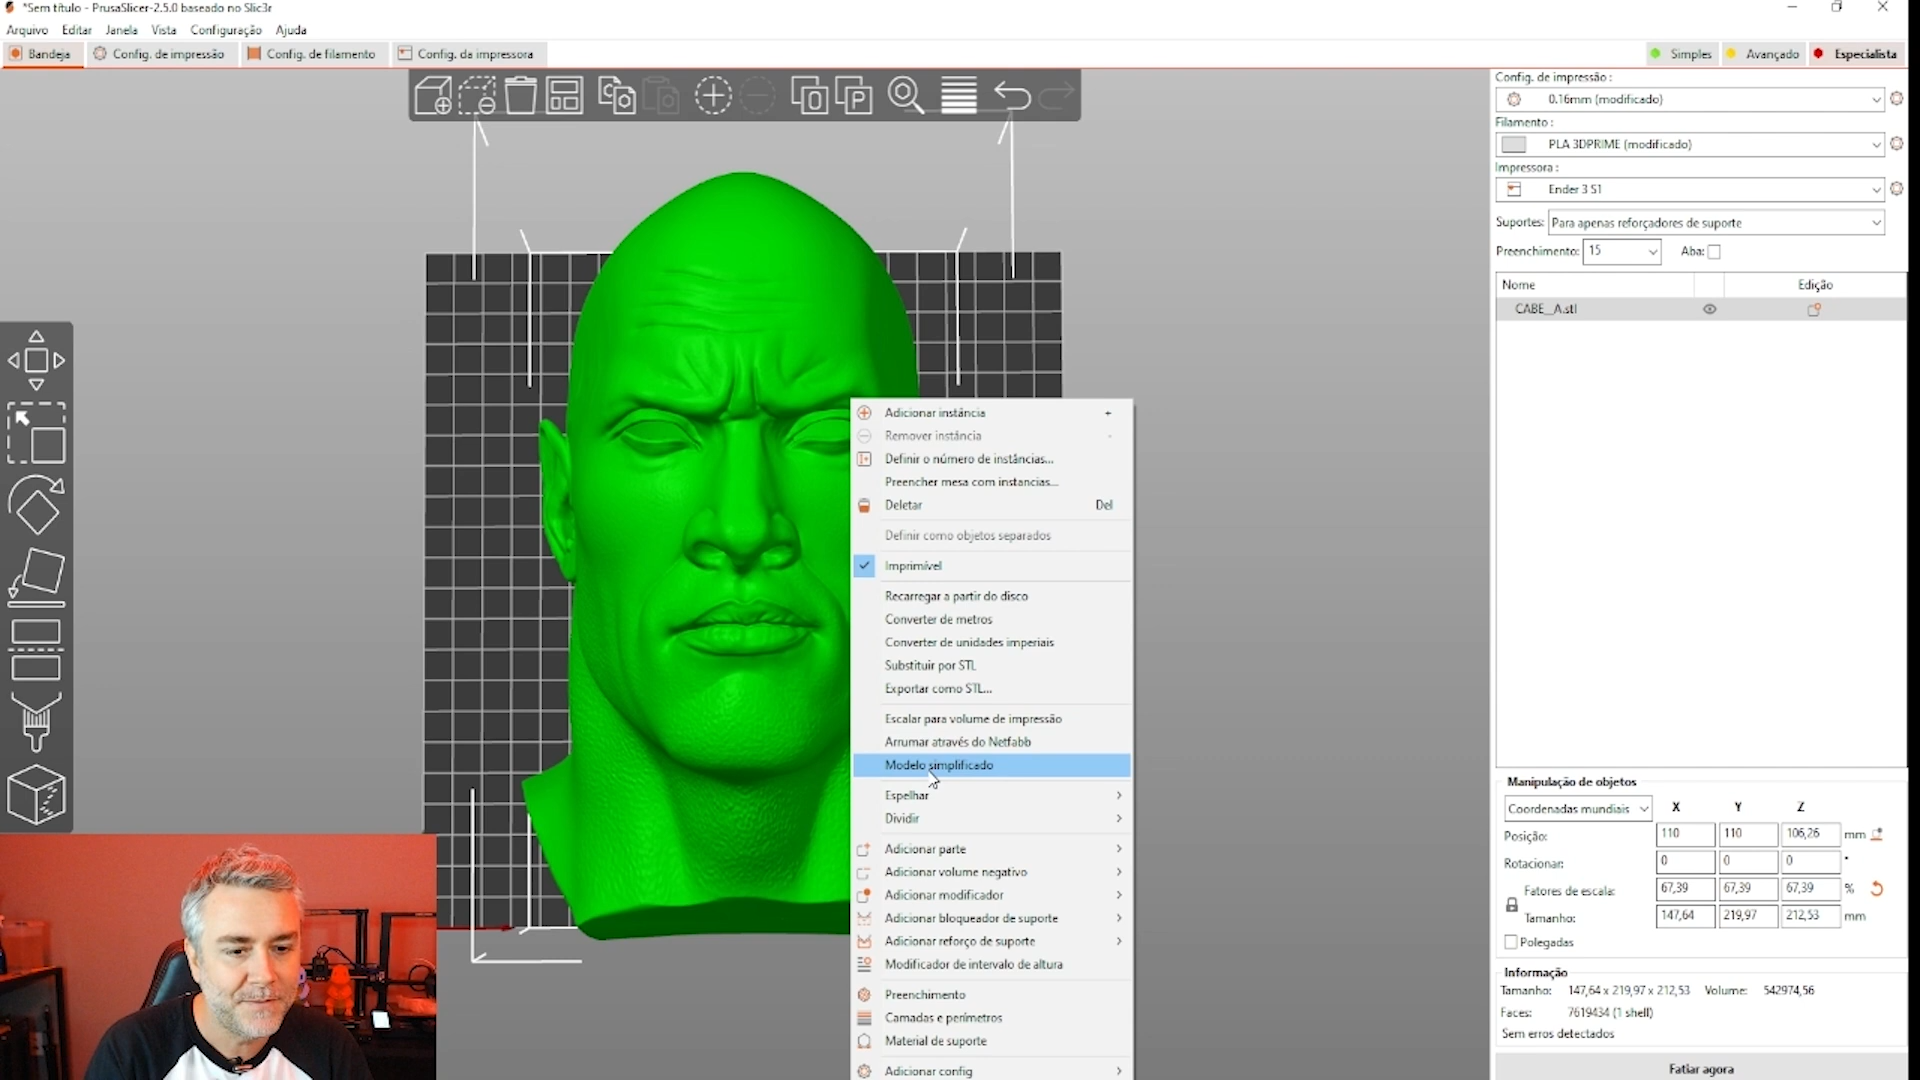 *Sem título - PrusaSlicer-2.5.0 baseado no Slic3r
Arquivo Editar Janela Vista Configuração Ajuda
Bandeja Config. de impressão Config. de filamento Config. da impressora
Simples Avançado Especialista
Config. de impressão :
0.16mm (modificado)
Filamento :
PLA 3DPRIME (modificado)
Impressora :
Ender 3 S1
Suportes: Para apenas reforçadores de suporte
Preenchimento: 15 Aba:
Nome Edição
CABE__A.stl
Adicionar instância +
Remover instância -
Definir o número de instâncias...
Preencher mesa com instancias...
Deletar Del
Definir como objetos separados
Imprimível
Recarregar a partir do disco
Converter de metros
Converter de unidades imperiais
Substituir por STL
Exportar como STL...
Escalar para volume de impressão
Arrumar através do Netfabb
Modelo simplificado
Espelhar
Dividir
Adicionar parte
Adicionar volume negativo
Adicionar modificador
Adicionar bloqueador de suporte
Adicionar reforço de suporte
Modificador de intervalo de altura
Preenchimento
Camadas e perímetros
Material de suporte
Adicionar config
Manipulação de objetos
Coordenadas mundiais X Y Z
Posição: 110 110 106,26 mm
Rotacionar: 0 0 0 °
Fatores de escala: 67,39 67,39 67,39 %
Tamanho: 147,64 219,97 212,53 mm
Polegadas
Informação
Tamanho: 147,64 x 219,97 x 212,53 Volume: 542974,56
Faces: 7619434 (1 shell)
Sem erros detectados
Fatiar agora